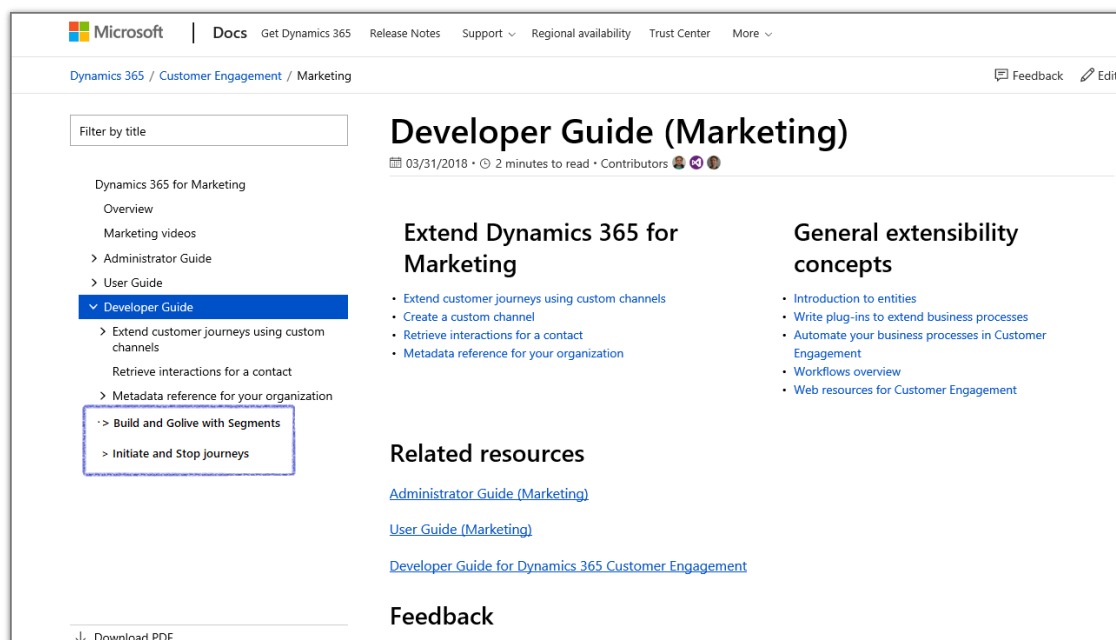 Microsoft
Docs
Get Dynamics 365
Release Notes
Support
Regional availability
Trust Center
More
Dynamics 365 / Customer Engagement / Marketing
Feedback
Edit
Filter by title
Dynamics 365 for Marketing
Overview
Marketing videos
> Administrator Guide
> User Guide
Developer Guide
> Extend customer journeys using custom
channels
Retrieve interactions for a contact
> Metadata reference for your organization
> Build and Golive with Segments
> Initiate and Stop journeys
Download PDF
Developer Guide (Marketing)
03/31/2018 • 2 minutes to read • Contributors
Extend Dynamics 365 for
Marketing
• Extend customer journeys using custom channels
• Create a custom channel
• Retrieve interactions for a contact
• Metadata reference for your organization
General extensibility
concepts
• Introduction to entities
• Write plug-ins to extend business processes
• Automate your business processes in Customer
Engagement
• Workflows overview
• Web resources for Customer Engagement
Related resources
Administrator Guide (Marketing)
User Guide (Marketing)
Developer Guide for Dynamics 365 Customer Engagement
Feedback